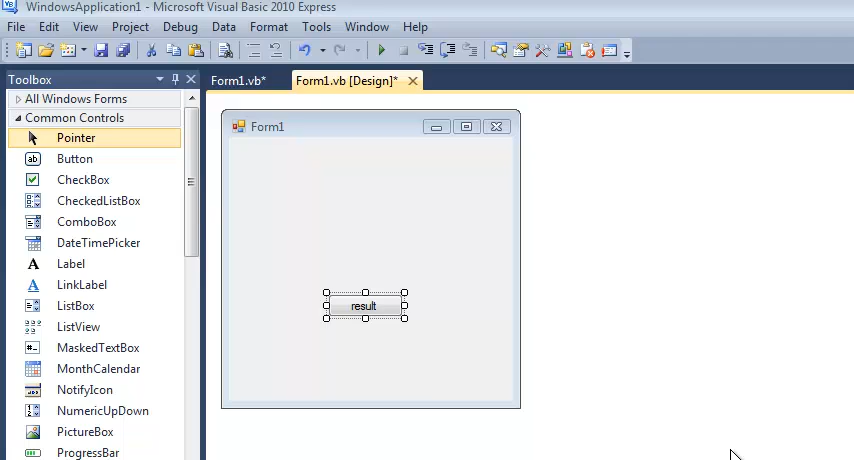 WindowsApplication1 - Microsoft Visual Basic 2010 Express
File Edit View Project Debug Data Format Tools Window Help
Toolbox
Form1.vb*
Form1.vb [Design]*
All Windows Forms
Common Controls
Pointer
Button
CheckBox
CheckedListBox
ComboBox
DateTimePicker
Label
LinkLabel
ListBox
ListView
MaskedTextBox
MonthCalendar
NotifyIcon
NumericUpDown
PictureBox
ProgressBar
Form1
result